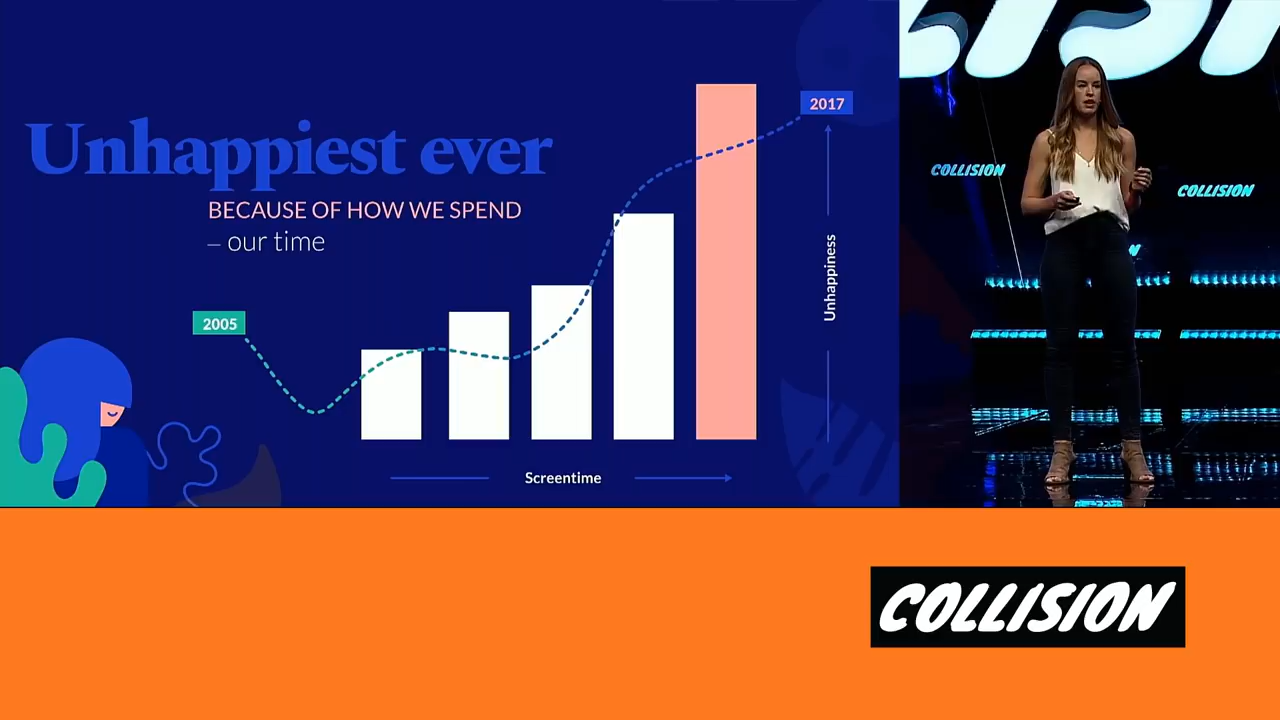 Unhappiest ever
BECAUSE OF HOW WE SPEND
– our time
2005
2017
Unhappiness
Screentime
COLLISION
COLLISION
COLLISION